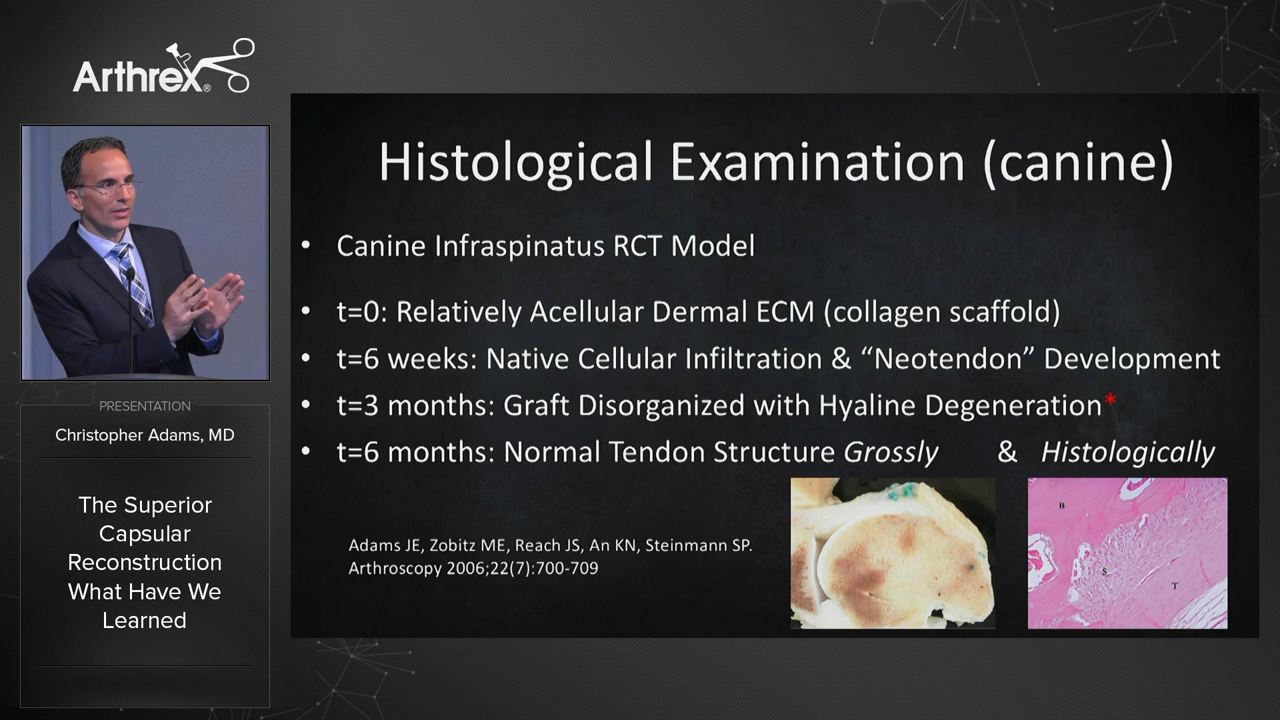 Arthrex®
PRESENTATION
Christopher Adams, MD
The Superior
Capsular
Reconstruction
What Have We
Learned
Histological Examination (canine)
• Canine Infraspinatus RCT Model
• t=0: Relatively Acellular Dermal ECM (collagen scaffold)
• t=6 weeks: Native Cellular Infiltration & “Neotendon” Development
• t=3 months: Graft Disorganized with Hyaline Degeneration*
• t=6 months: Normal Tendon Structure Grossly & Histologically
Adams JE, Zobitz ME, Reach JS, An KN, Steinmann SP.
Arthroscopy 2006;22(7):700-709
B
S
T